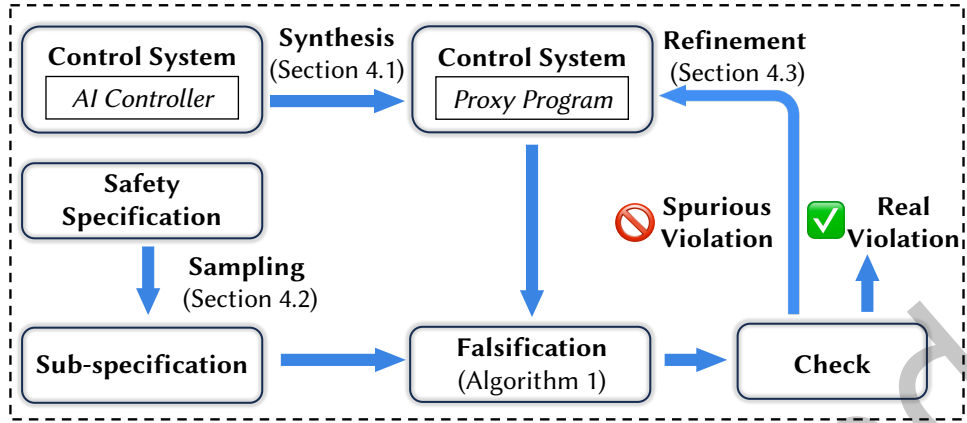 Control System
AI Controller
Synthesis
(Section 4.1)
Control System
Proxy Program
Refinement
(Section 4.3)
Safety
Specification
Sampling
(Section 4.2)
Spurious
Violation
Real
Violation
Sub-specification
Falsification
(Algorithm 1)
Check